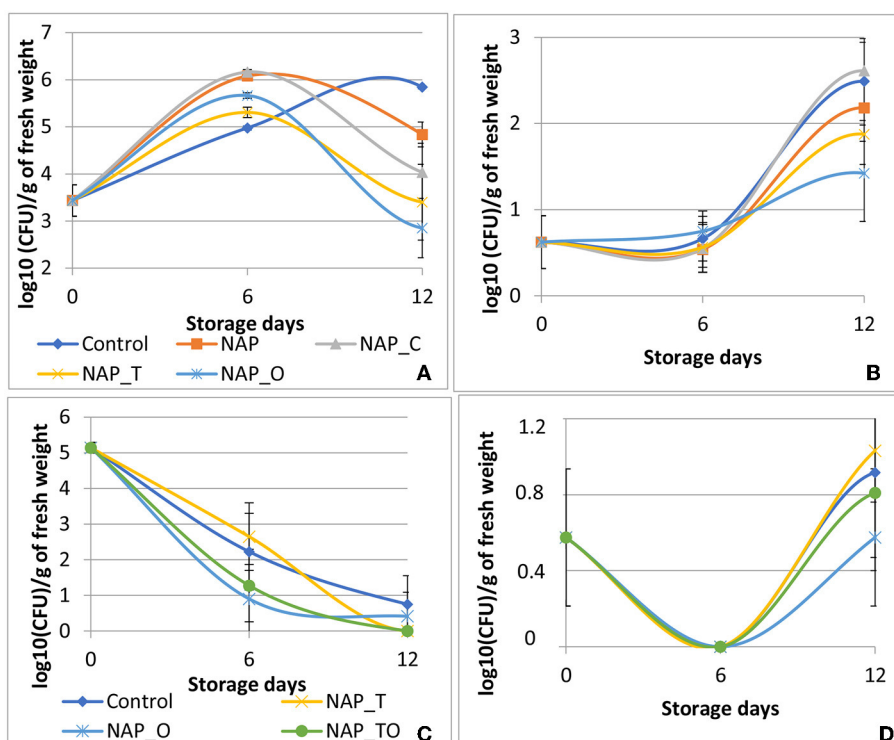 log10 (CFU)/g of fresh weight
7
6
5
4
3
2
0 6 12
Storage days
Control NAP NAP_C
NAP_T NAP_O
A
log10 (CFU)/g of fresh weight
3
2
1
0
0 6 12
Storage days
B
log10(CFU)/g of fresh weight
6
5
4
3
2
1
0
0 6 12
Storage days
Control NAP_T
NAP_O NAP_TO
C
log10(CFU)/g of fresh weight
1.2
0.8
0.4
0
0 6 12
Storage days
D